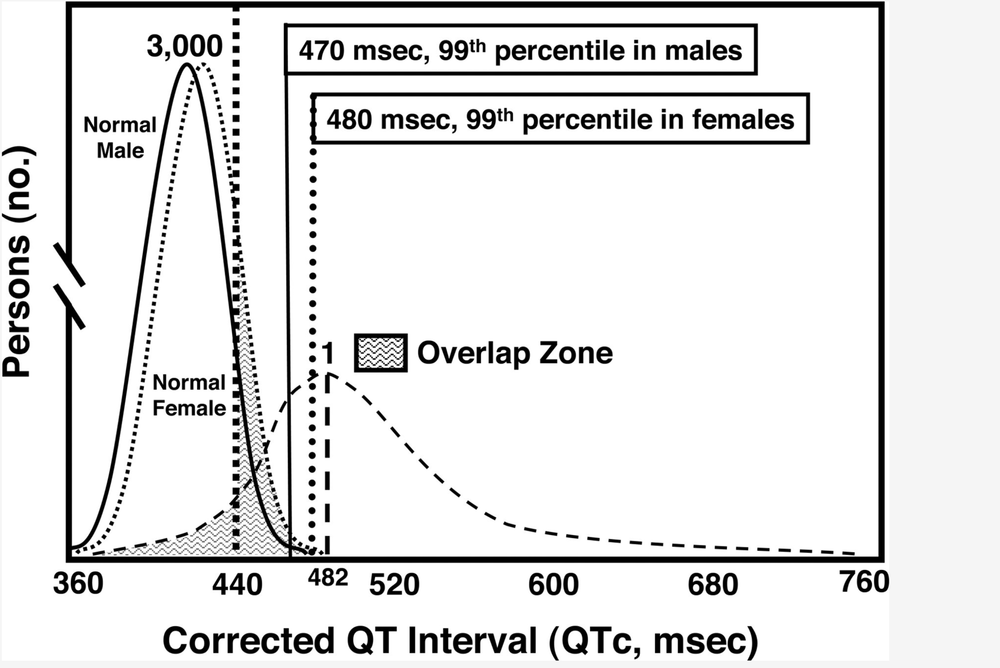 3,000
470 msec, 99th percentile in males
480 msec, 99th percentile in females
Normal
Male
Persons (no.)
1
Overlap Zone
Normal
Female
360
440
482
520
600
680
760
Corrected QT Interval (QTc, msec)